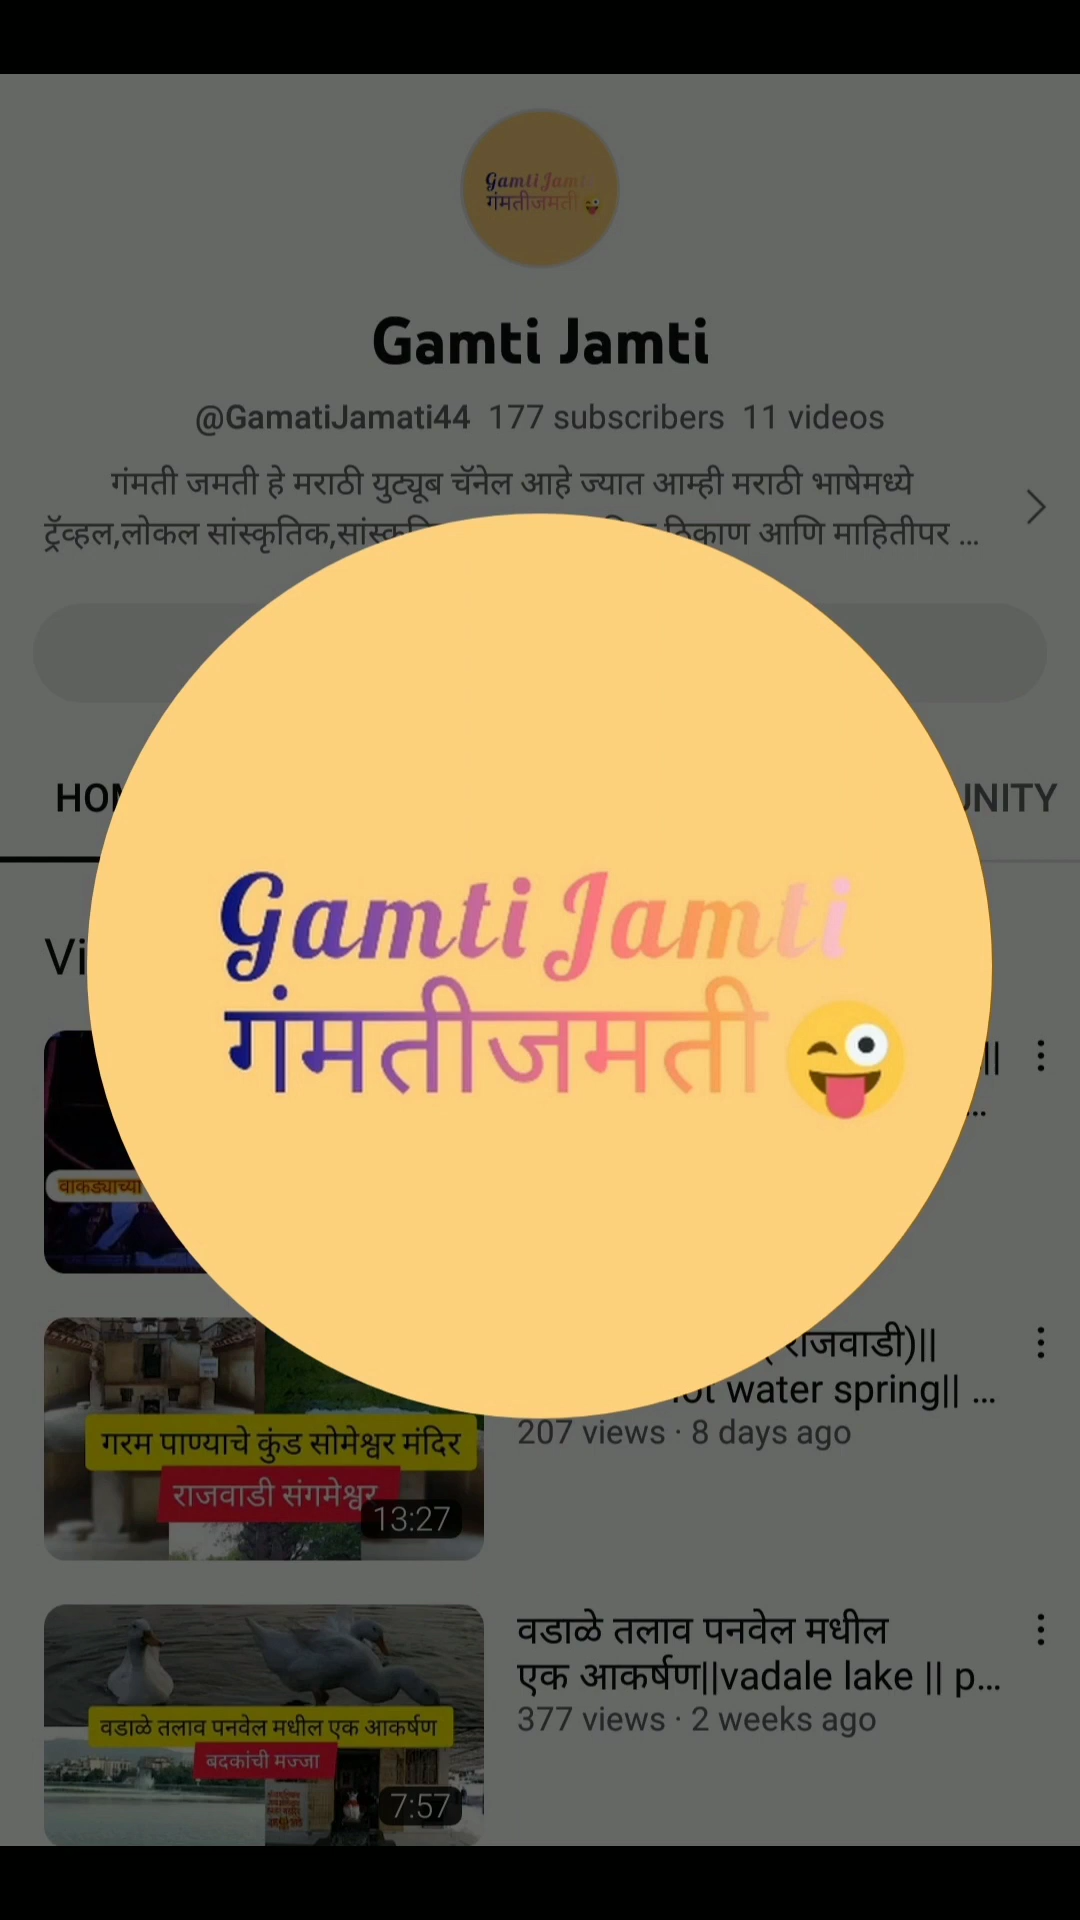 Gamti Jamti
गंमतीजमती
Gamti Jamti
@GamatiJamati44 177 subscribers 11 videos
गंमती जमती हे मराठी युट्यूब चॅनेल आहे ज्यात आम्ही मराठी भाषेमध्ये
ट्रॅव्हल,लोकल सांस्कृतिक, ठिकाण आणि माहितीपर ...
Gamti Jamti
गंमतीजमती
||
...
वाकड्याच्या
राजवाडी)||
water spring|| ...
207 views · 8 days ago
गरम पाण्याचे कुंड सोमेश्वर मंदिर
राजवाडी संगमेश्वर
13:27
वडाळे तलाव पनवेल मधील
एक आकर्षण||vadale lake || p...
377 views · 2 weeks ago
वडाळे तलाव पनवेल मधील एक आकर्षण
बदकांची मज्जा
7:57